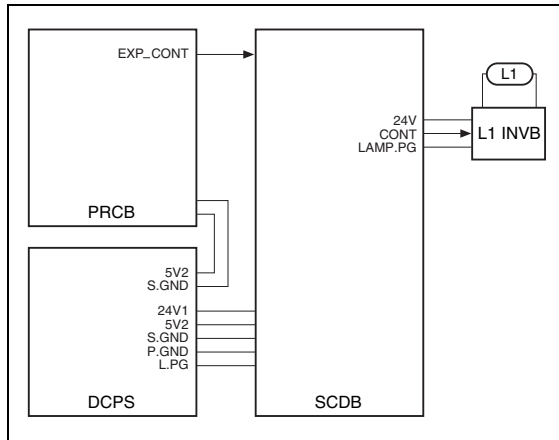 EXP_CONT
PRCB
5V2
S.GND
24V1
5V2
S.GND
P.GND
L.PG
DCPS
24V
CONT
LAMP.PG
SCDB
L1
L1 INVB